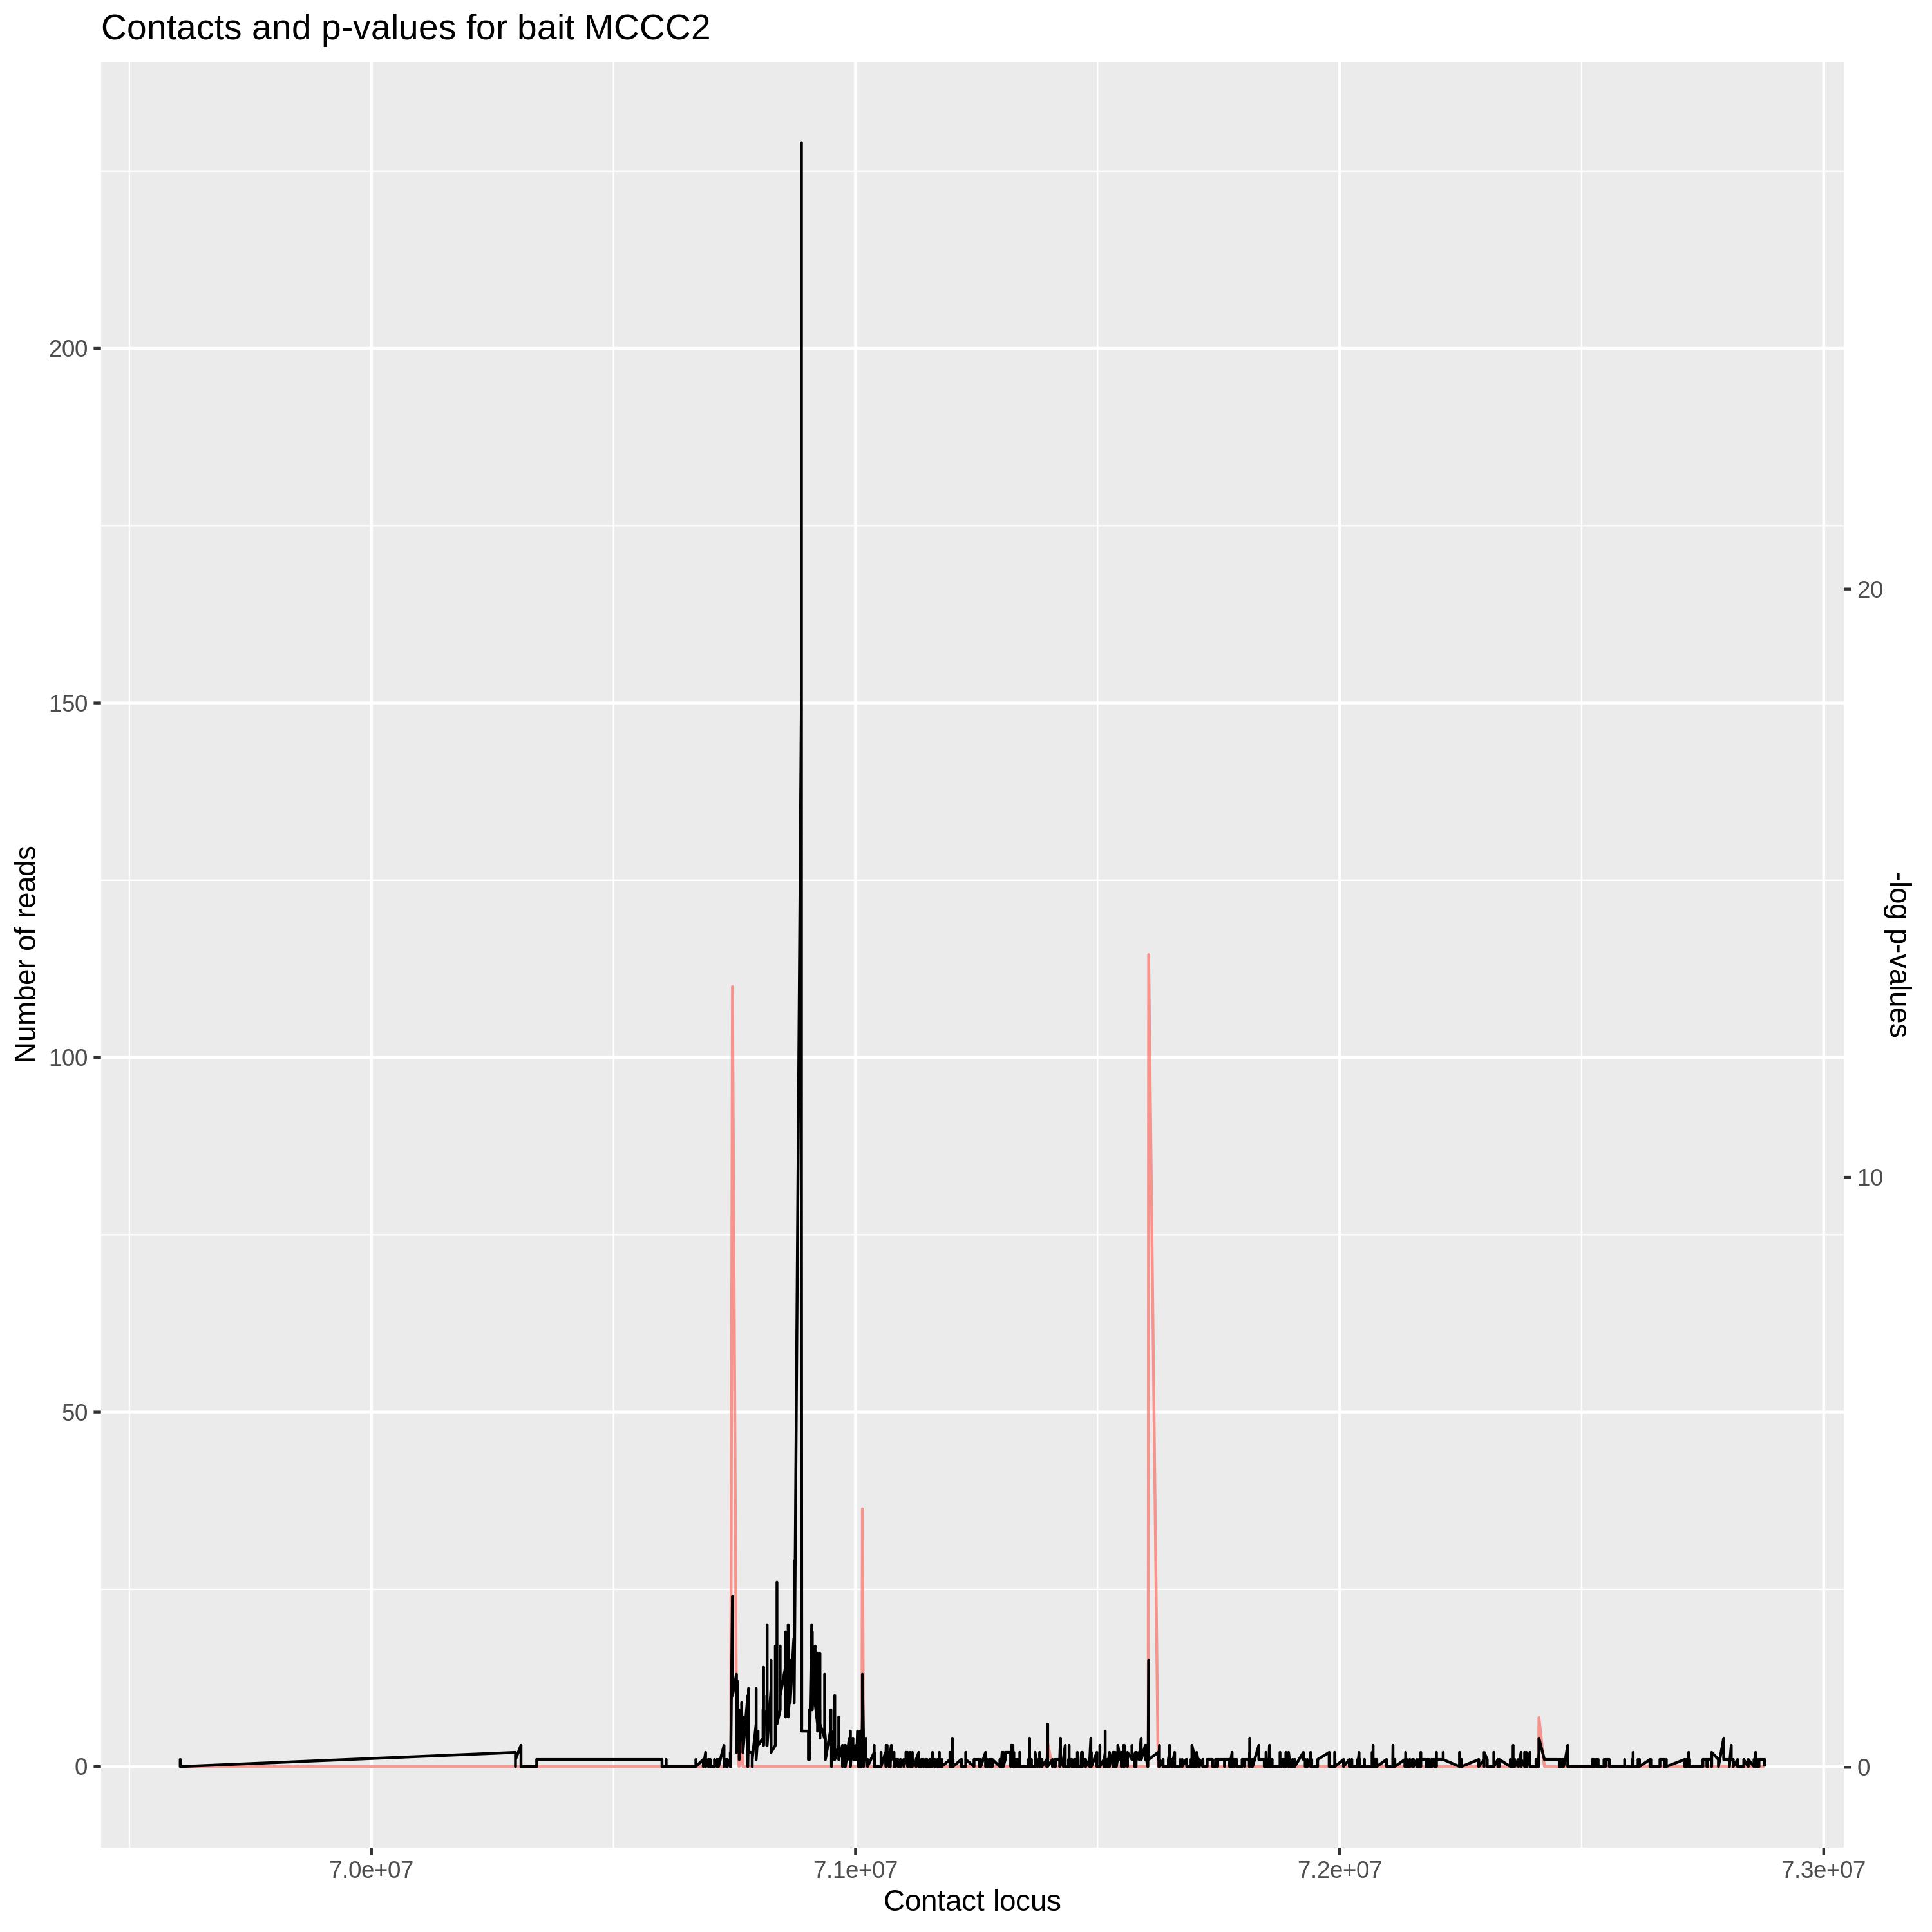 Contacts and p-values for bait MCCC2
Number of reads
200
150
100
50
0
20
10
0
-log p-values
7.0e+07
7.1e+07
7.2e+07
7.3e+07
Contact locus